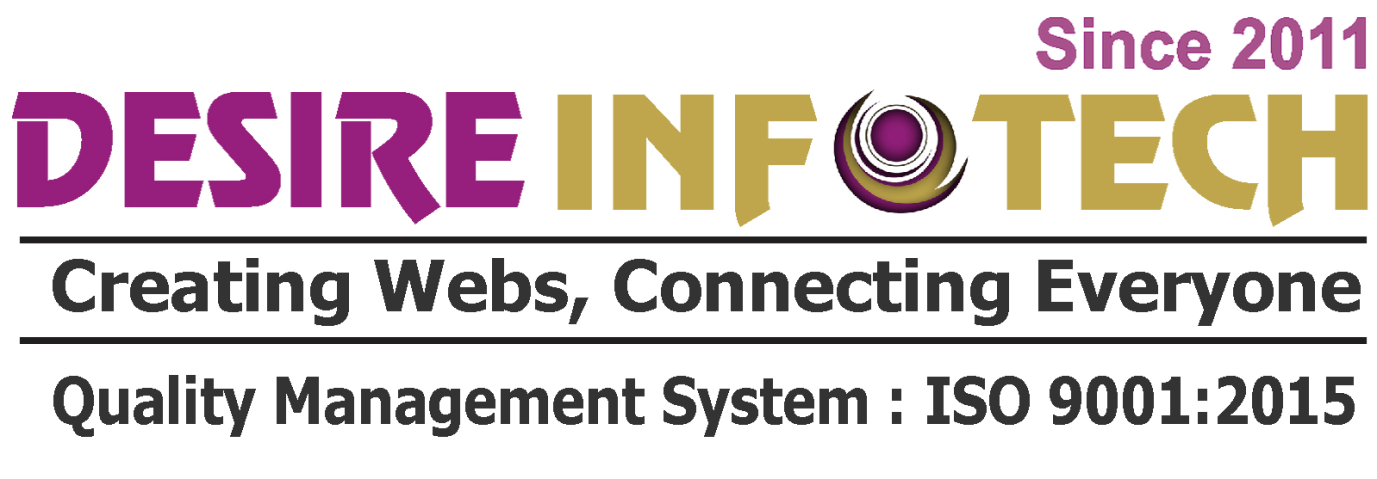 Since 2011
DESIRE INFOTECH
Creating Webs, Connecting Everyone
Quality Management System : ISO 9001:2015